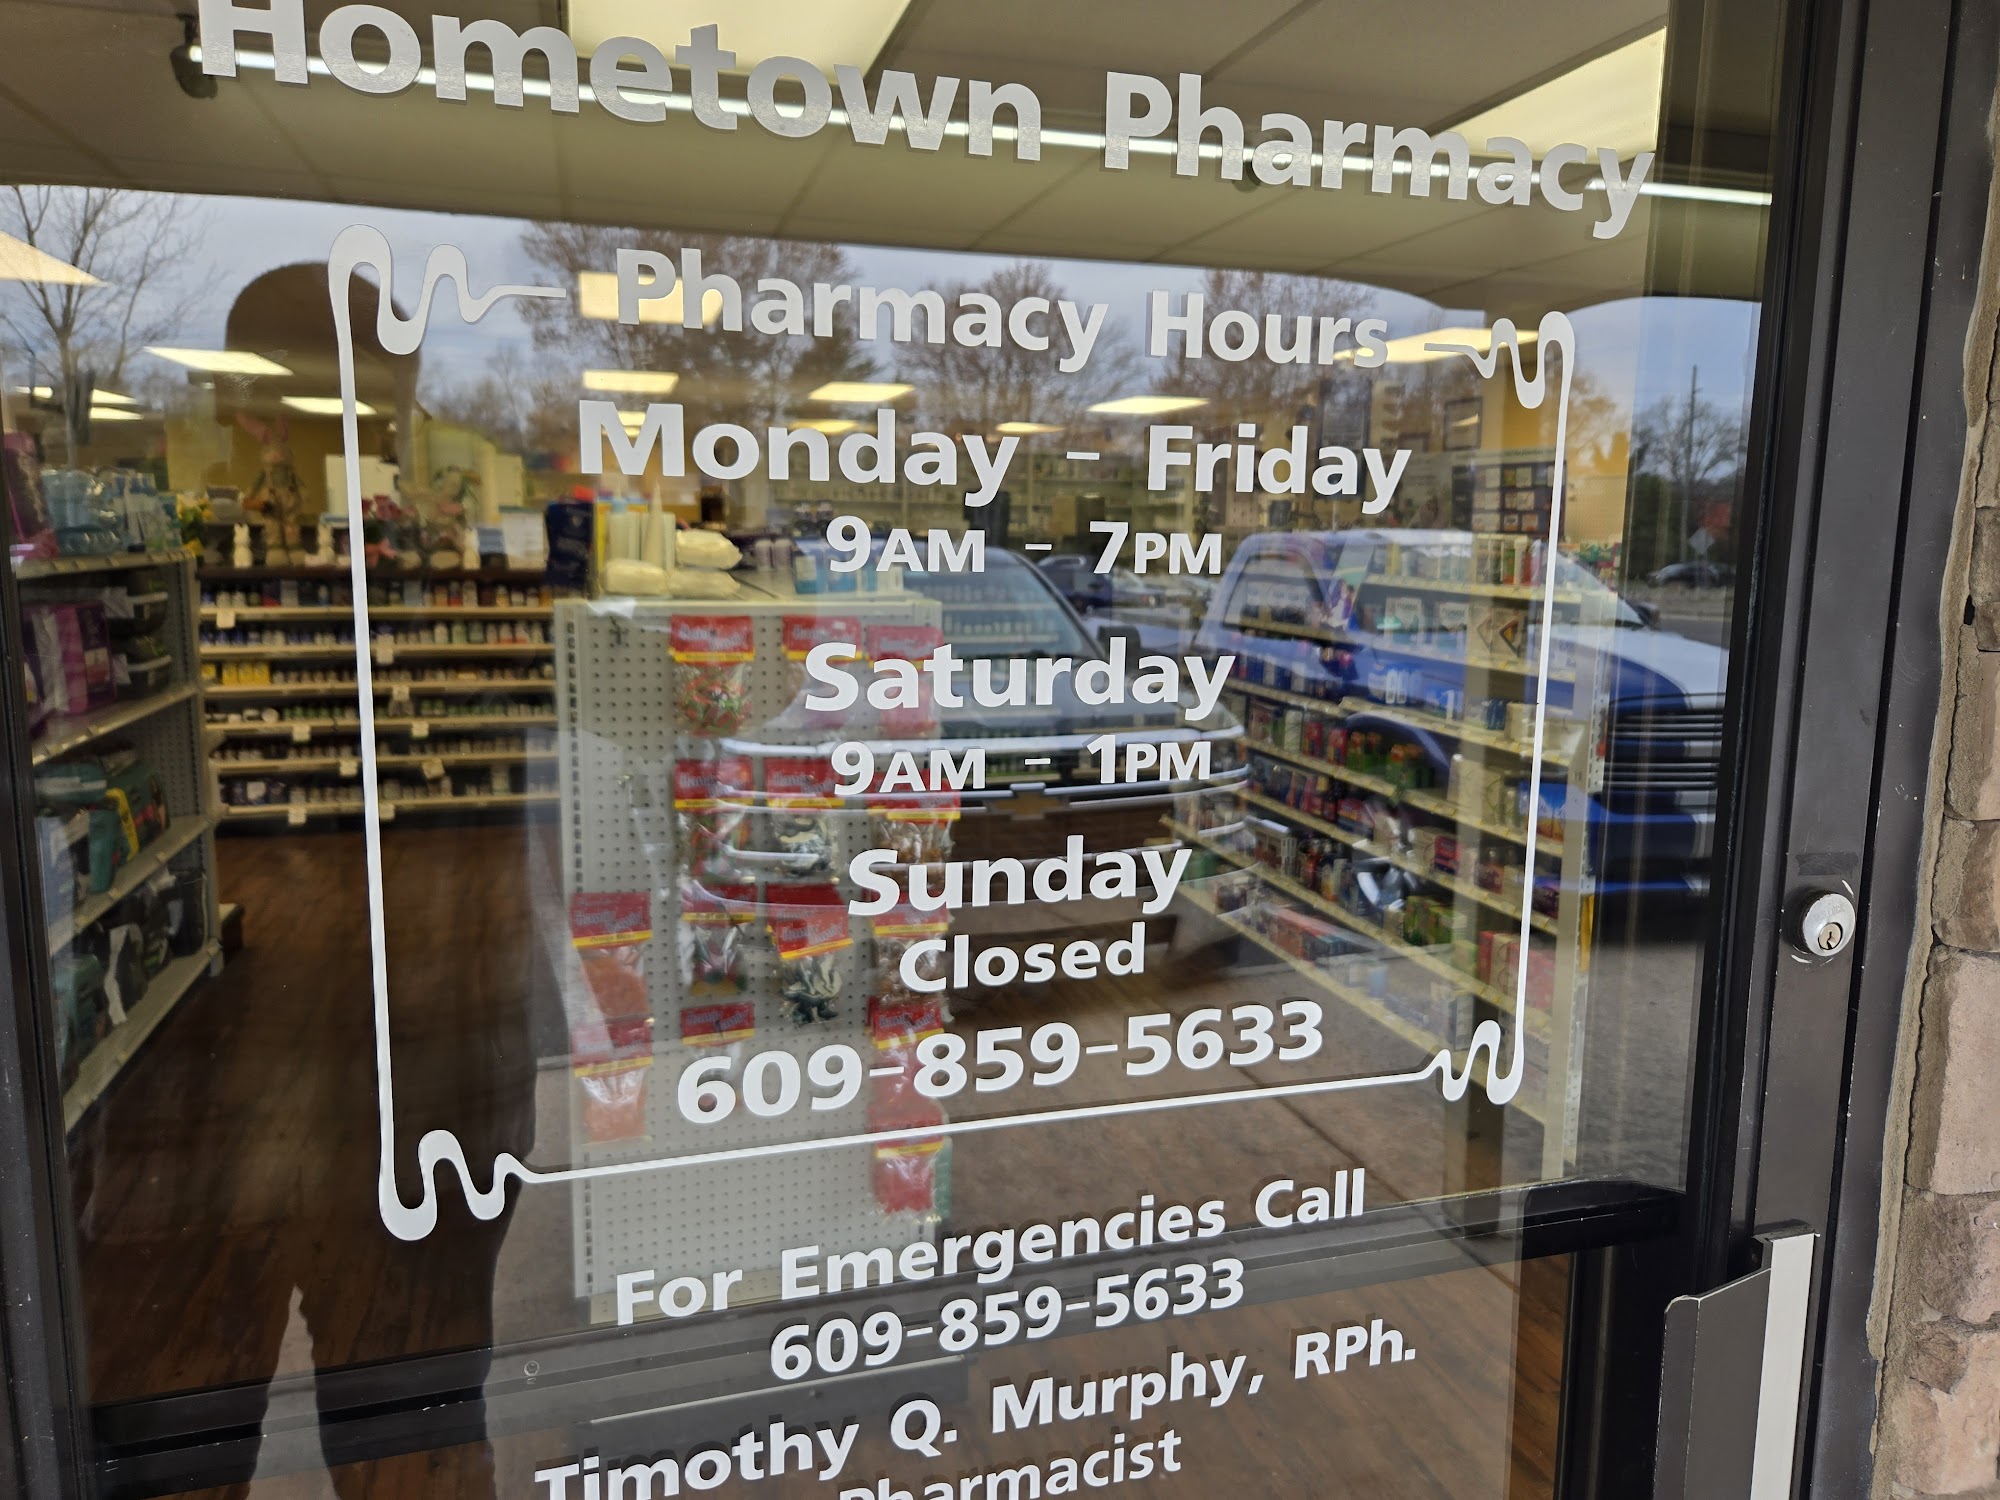 Hometown Pharmacy
Pharmacy Hours
Monday - Friday
9AM - 7PM
Saturday
9AM - 1PM
Sunday
Closed
609-859-5633
For Emergencies Call
609-859-5633
Timothy Q. Murphy, RPh.
Pharmacist